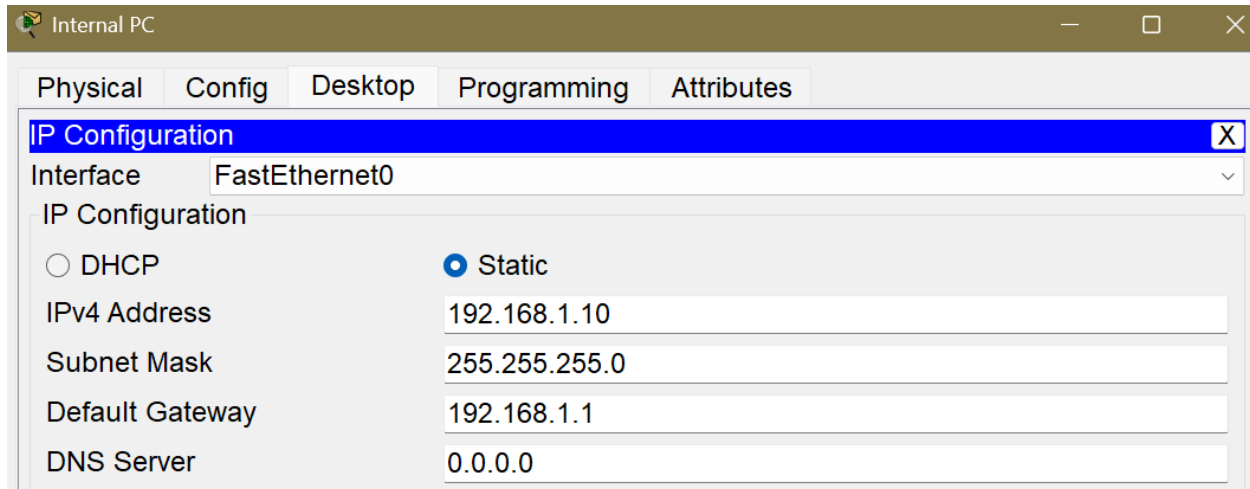 Internal PC
Physical Config Desktop Programming Attributes
IP Configuration X
Interface FastEthernet0
IP Configuration
DHCP Static
IPv4 Address 192.168.1.10
Subnet Mask 255.255.255.0
Default Gateway 192.168.1.1
DNS Server 0.0.0.0